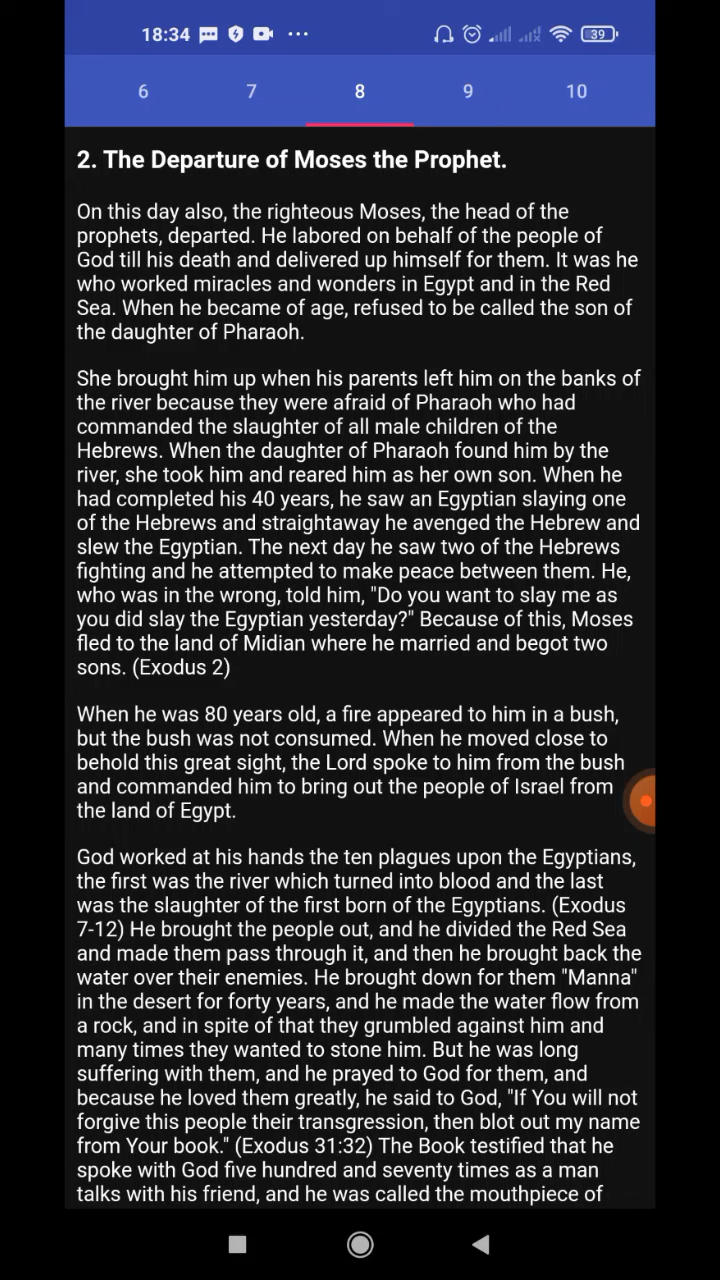 18:34
39
6 7 8 9 10
2. The Departure of Moses the Prophet.
On this day also, the righteous Moses, the head of the
prophets, departed. He labored on behalf of the people of
God till his death and delivered up himself for them. It was he
who worked miracles and wonders in Egypt and in the Red
Sea. When he became of age, refused to be called the son of
the daughter of Pharaoh.
She brought him up when his parents left him on the banks of
the river because they were afraid of Pharaoh who had
commanded the slaughter of all male children of the
Hebrews. When the daughter of Pharaoh found him by the
river, she took him and reared him as her own son. When he
had completed his 40 years, he saw an Egyptian slaying one
of the Hebrews and straightaway he avenged the Hebrew and
slew the Egyptian. The next day he saw two of the Hebrews
fighting and he attempted to make peace between them. He,
who was in the wrong, told him, "Do you want to slay me as
you did slay the Egyptian yesterday?" Because of this, Moses
fled to the land of Midian where he married and begot two
sons. (Exodus 2)
When he was 80 years old, a fire appeared to him in a bush,
but the bush was not consumed. When he moved close to
behold this great sight, the Lord spoke to him from the bush
and commanded him to bring out the people of Israel from
the land of Egypt.
God worked at his hands the ten plagues upon the Egyptians,
the first was the river which turned into blood and the last
was the slaughter of the first born of the Egyptians. (Exodus
7-12) He brought the people out, and he divided the Red Sea
and made them pass through it, and then he brought back the
water over their enemies. He brought down for them "Manna"
in the desert for forty years, and he made the water flow from
a rock, and in spite of that they grumbled against him and
many times they wanted to stone him. But he was long
suffering with them, and he prayed to God for them, and
because he loved them greatly, he said to God, "If You will not
forgive this people their transgression, then blot out my name
from Your book." (Exodus 31:32) The Book testified that he
spoke with God five hundred and seventy times as a man
talks with his friend, and he was called the mouthpiece of